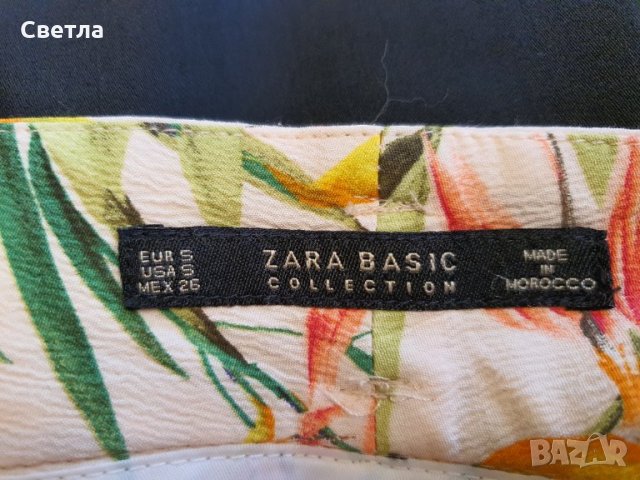 Светла
EUR S
USA S
MEX 26
ZARA BASIC
COLLECTION
MADE
IN
MOROCCO
BAZAR